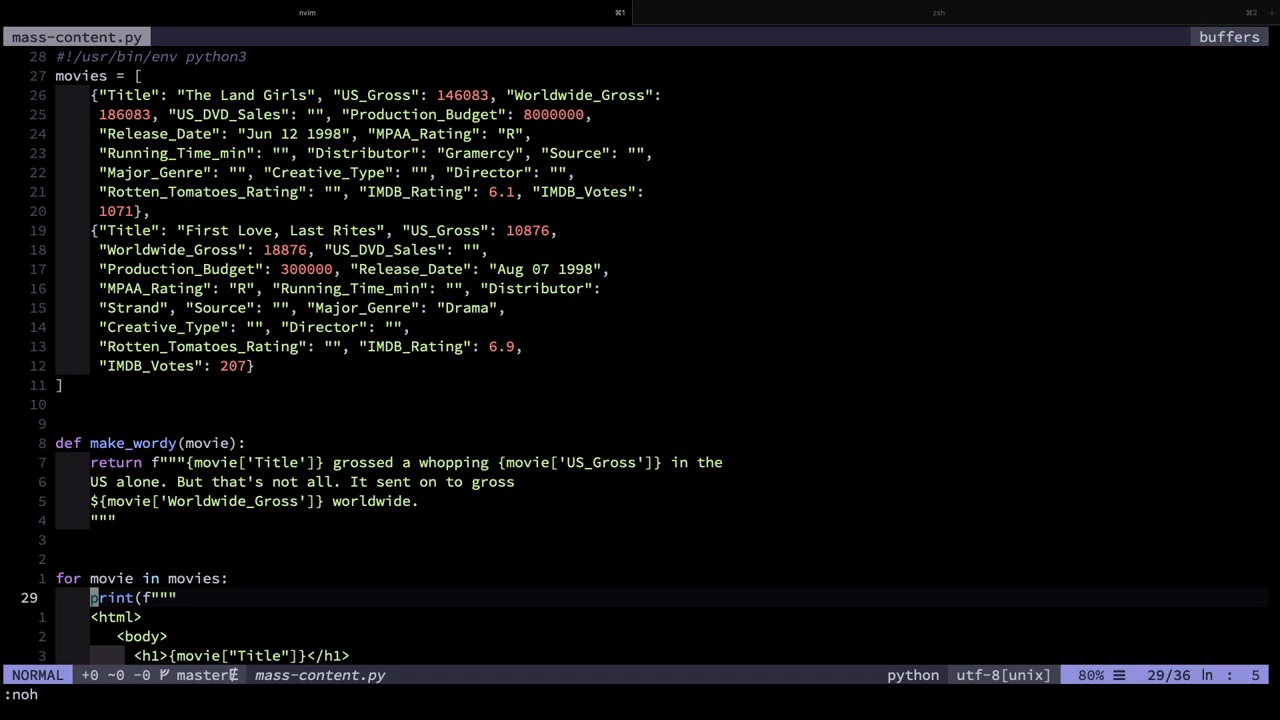 nvim ⌘1 zsh ⌘2 +
mass-content.py buffers
28 #!/usr/bin/env python3
27 movies = [
26 {"Title": "The Land Girls", "US_Gross": 146083, "Worldwide_Gross":
25 186083, "US_DVD_Sales": "", "Production_Budget": 8000000,
24 "Release_Date": "Jun 12 1998", "MPAA_Rating": "R",
23 "Running_Time_min": "", "Distributor": "Gramercy", "Source": "",
22 "Major_Genre": "", "Creative_Type": "", "Director": "",
21 "Rotten_Tomatoes_Rating": "", "IMDB_Rating": 6.1, "IMDB_Votes":
20 1071},
19 {"Title": "First Love, Last Rites", "US_Gross": 10876,
18 "Worldwide_Gross": 18876, "US_DVD_Sales": "",
17 "Production_Budget": 300000, "Release_Date": "Aug 07 1998",
16 "MPAA_Rating": "R", "Running_Time_min": "", "Distributor":
15 "Strand", "Source": "", "Major_Genre": "Drama",
14 "Creative_Type": "", "Director": "",
13 "Rotten_Tomatoes_Rating": "", "IMDB_Rating": 6.9,
12 "IMDB_Votes": 207}
11 ]
10
9
8 def make_wordy(movie):
7 return f"""{movie['Title']} grossed a whopping {movie['US_Gross']} in the
6 US alone. But that's not all. It sent on to gross
5 ${movie['Worldwide_Gross']} worldwide.
4 """
3
2
1 for movie in movies:
29 print(f"""
1 <html>
2 <body>
3 <h1>{movie["Title"]}</h1>
NORMAL +0 ~0 -0 master mass-content.py python utf-8[unix] 80% ☰ 29/36 ln : 5
:noh